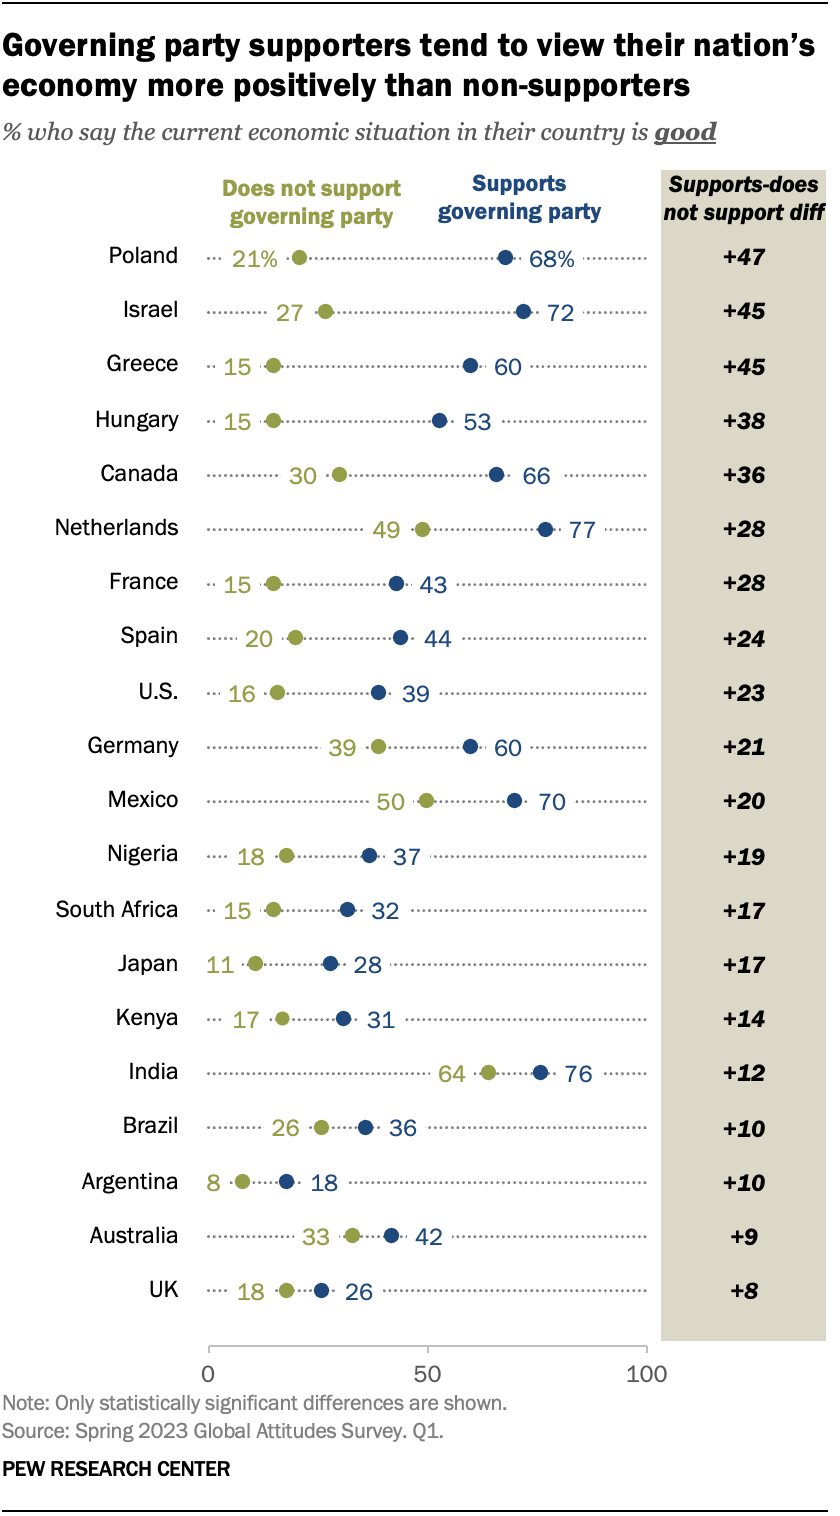 Governing party supporters tend to view their nation's
economy more positively than non-supporters
% who say the current economic situation in their country is good
Does not support
governing party
Supports
governing party
Supports-does
not support diff
Poland 21% 68% +47
Israel 27 72 +45
Greece 15 60 +45
Hungary 15 53 +38
Canada 30 66 +36
Netherlands 49 77 +28
France 15 43 +28
Spain 20 44 +24
U.S. 16 39 +23
Germany 39 60 +21
Mexico 50 70 +20
Nigeria 18 37 +19
South Africa 15 32 +17
Japan 11 28 +17
Kenya 17 31 +14
India 64 76 +12
Brazil 26 36 +10
Argentina 8 18 +10
Australia 33 42 +9
UK 18 26 +8
0 50 100
Note: Only statistically significant differences are shown.
Source: Spring 2023 Global Attitudes Survey. Q1.
PEW RESEARCH CENTER